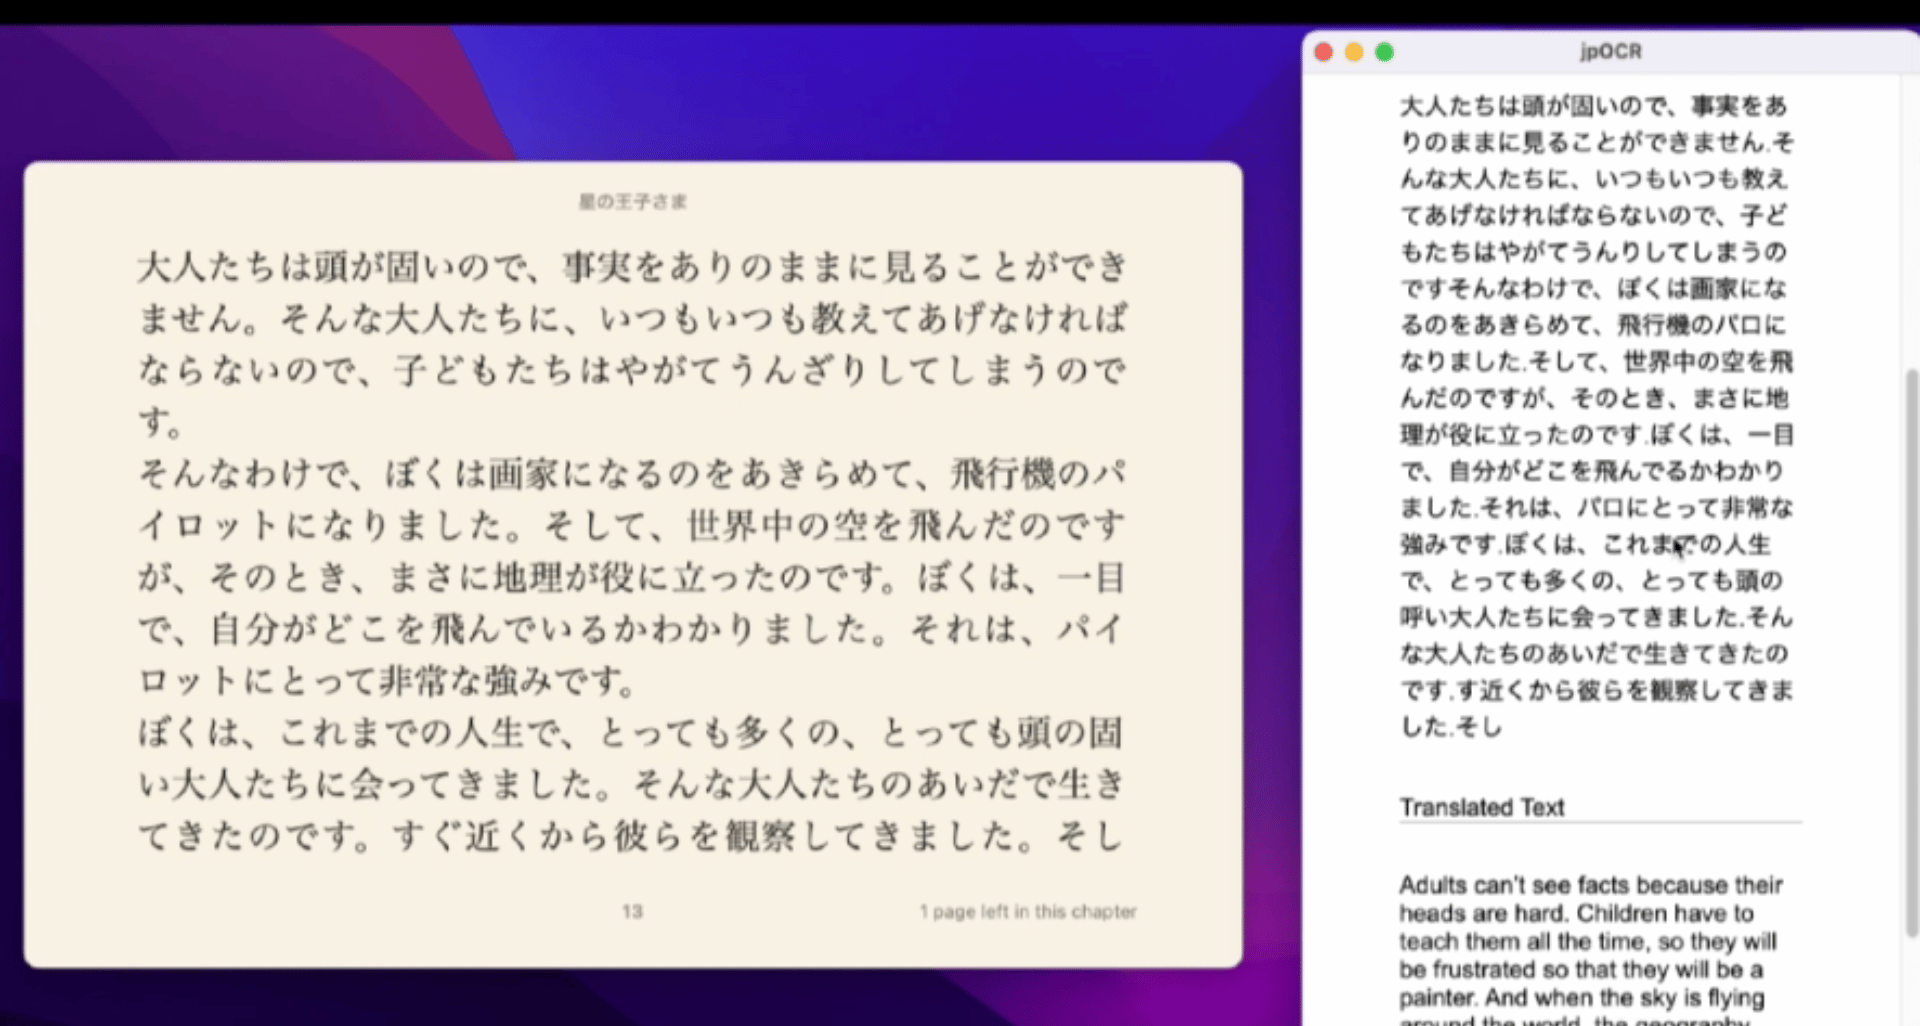 星の王子さま
大人たちは頭が固いので、事実をありのままに見ることができ
ません。そんな大人たちに、いつもいつも教えてあげなければ
ならないので、子どもたちはやがてうんざりしてしまうので
す。
そんなわけで、ぼくは画家になるのをあきらめて、飛行機のパ
イロットになりました。そして、世界中の空を飛んだのです
が、そのとき、まさに地理が役に立ったのです。ぼくは、一目
で、自分がどこを飛んでいるかわかりました。それは、パイ
ロットにとって非常な強みです。
ぼくは、これまでの人生で、とっても多くの、とっても頭の固
い大人たちに会ってきました。そんな大人たちのあいだで生き
てきたのです。すぐ近くから彼らを観察してきました。そし
13
1 page left in this chapter
jpOCR
大人たちは頭が固いので、事実をあ
りのままに見ることができません.そ
んな大人たちに、いつもいつも教え
てあげなければならないので、子ど
もたちはやがてうんりしてしまうの
ですそんなわけで、ぼくは画家にな
るのをあきらめて、飛行機のパロに
なりました.そして、世界中の空を飛
んだのですが、そのとき、まさに地
理が役に立ったのです.ぼくは、一目
で、自分がどこを飛んでるかわかり
ました.それは、パロにとって非常な
強みです.ぼくは、これまでの人生
で、とっても多くの、とっても頭の
呼い大人たちに会ってきました.そん
な大人たちのあいだで生きてきたの
です.す近くから彼らを観察してきま
した.そし
Translated Text
Adults can't see facts because their
heads are hard. Children have to
teach them all the time, so they will
be frustrated so that they will be a
painter. And when the sky is flying
around the world, the geography